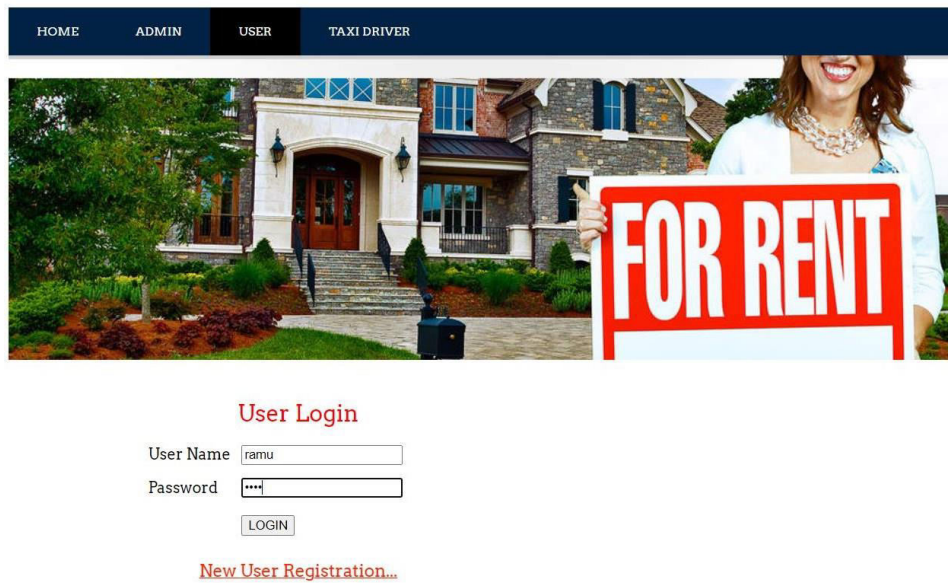 HOME ADMIN USER TAXI DRIVER
FOR RENT
User Login
User Name ramu
Password ••••
LOGIN
New User Registration...